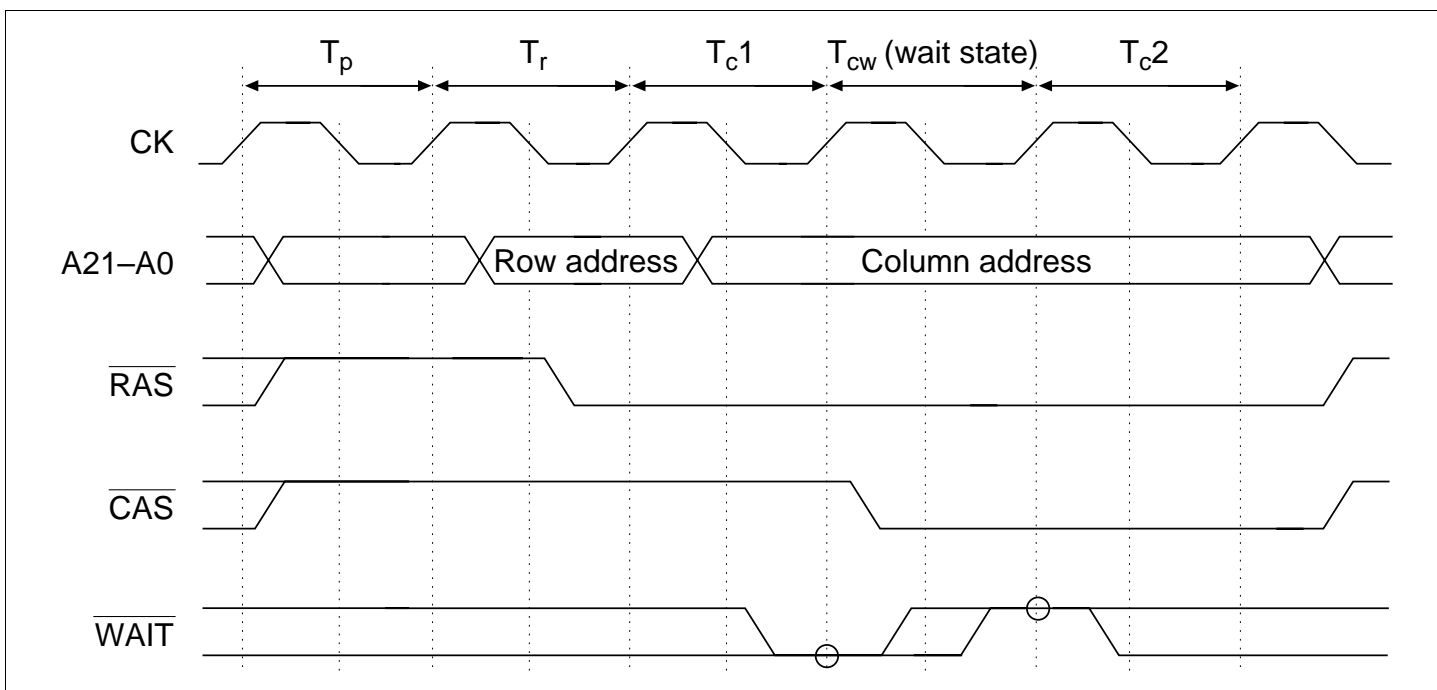 Tp Tr Tc1 Tcw (wait state) Tc2
CK
A21–A0 Row address Column address
RAS
CAS
WAIT